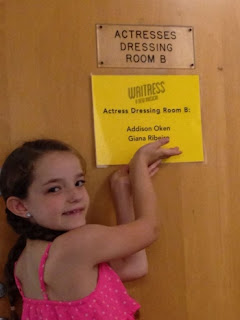 ACTRESSES
DRESSING
ROOM B
WAITRESS
THE MUSICAL
Actress Dressing Room B:
Addison Oken
Giana Ribeiro